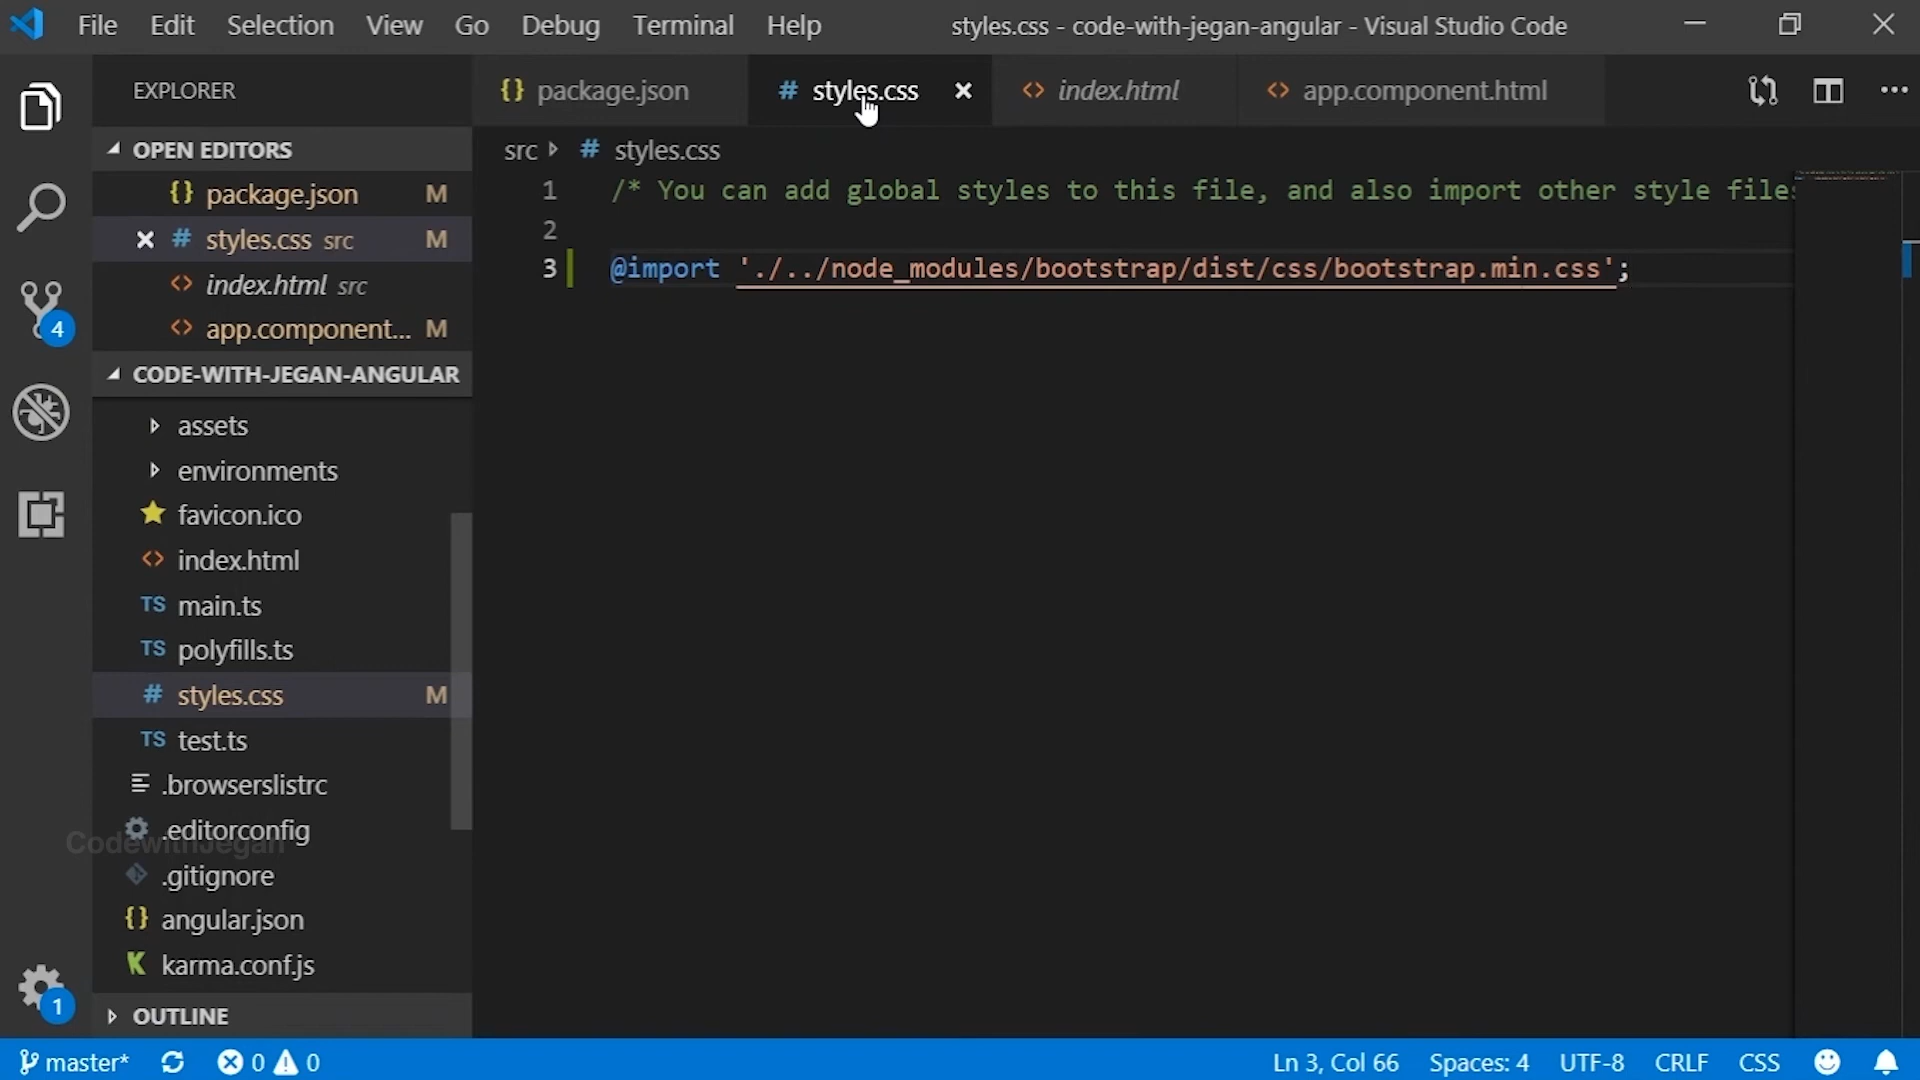 File Edit Selection View Go Debug Terminal Help styles.css - code-with-jegan-angular - Visual Studio Code
EXPLORER
{} package.json # styles.css × <> index.html <> app.component.html
OPEN EDITORS
{} package.json M
× # styles.css src M
<> index.html src
<> app.component... M
src # styles.css
1 /* You can add global styles to this file, and also import other style files
2
3 @import './../node_modules/bootstrap/dist/css/bootstrap.min.css';
CODE-WITH-JEGAN-ANGULAR
assets
environments
favicon.ico
<> index.html
TS main.ts
TS polyfills.ts
# styles.css M
TS test.ts
.browserslistrc
.editorconfig
CodewithJegan
.gitignore
{} angular.json
K karma.conf.js
OUTLINE
4
1
master* 0 0 Ln 3, Col 66 Spaces: 4 UTF-8 CRLF CSS